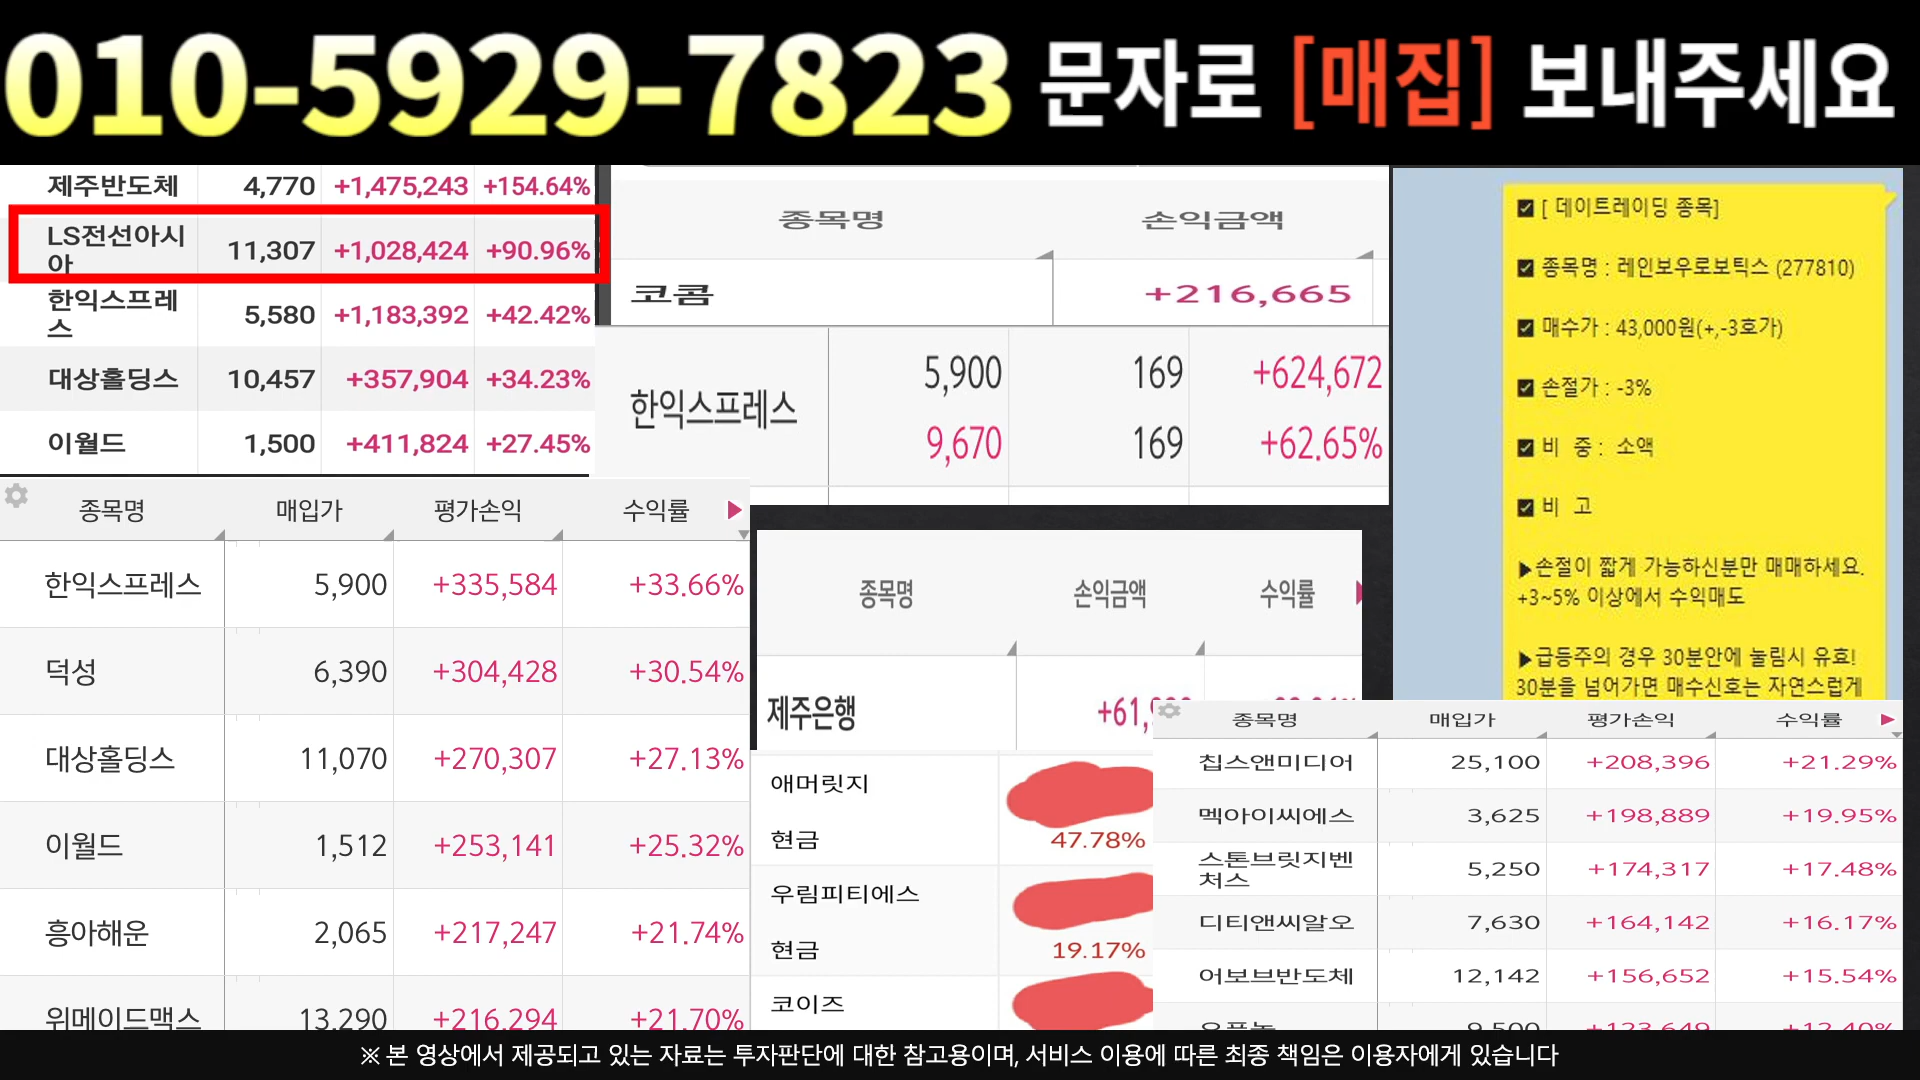 010-5929-7823 문자로 [매집] 보내주세요
제주반도체 4,770 +1,475,243 +154.64%
LS전선아시
아 11,307 +1,028,424 +90.96%
한익스프레
스 5,580 +1,183,392 +42.42%
대상홀딩스 10,457 +357,904 +34.23%
이월드 1,500 +411,824 +27.45%
종목명 손익금액
코콤 +216,665
한익스프레스 5,900 169 +624,672
9,670 169 +62.65%
☑ [ 데이트레이딩 종목]
☑ 종목명 : 레인보우로보틱스 (277810)
☑ 매수가 : 43,000원(+,-3호가)
☑ 손절가 : -3%
☑ 비 중 : 소액
☑ 비 고
▶손절이 짧게 가능하신분만 매매하세요.
+3~5% 이상에서 수익매도
▶급등주의 경우 30분안에 눌림시 유효!
30분을 넘어가면 매수신호는 자연스럽게
종목명 매입가 평가손익 수익률
한익스프레스 5,900 +335,584 +33.66%
덕성 6,390 +304,428 +30.54%
대상홀딩스 11,070 +270,307 +27.13%
이월드 1,512 +253,141 +25.32%
흥아해운 2,065 +217,247 +21.74%
위메이드맥스 13,290 +216,294 +21.70%
종목명 손익금액 수익률
제주은행
애머릿지
현금 47.78%
우림피티에스
현금 19.17%
코이즈
종목명 매입가 평가손익 수익률
칩스앤미디어 25,100 +208,396 +21.29%
멕아이씨에스 3,625 +198,889 +19.95%
스톤브릿지벤
처스 5,250 +174,317 +17.48%
디티앤씨알오 7,630 +164,142 +16.17%
어보브반도체 12,142 +156,652 +15.54%
※ 본 영상에서 제공되고 있는 자료는 투자판단에 대한 참고용이며, 서비스 이용에 따른 최종 책임은 이용자에게 있습니다